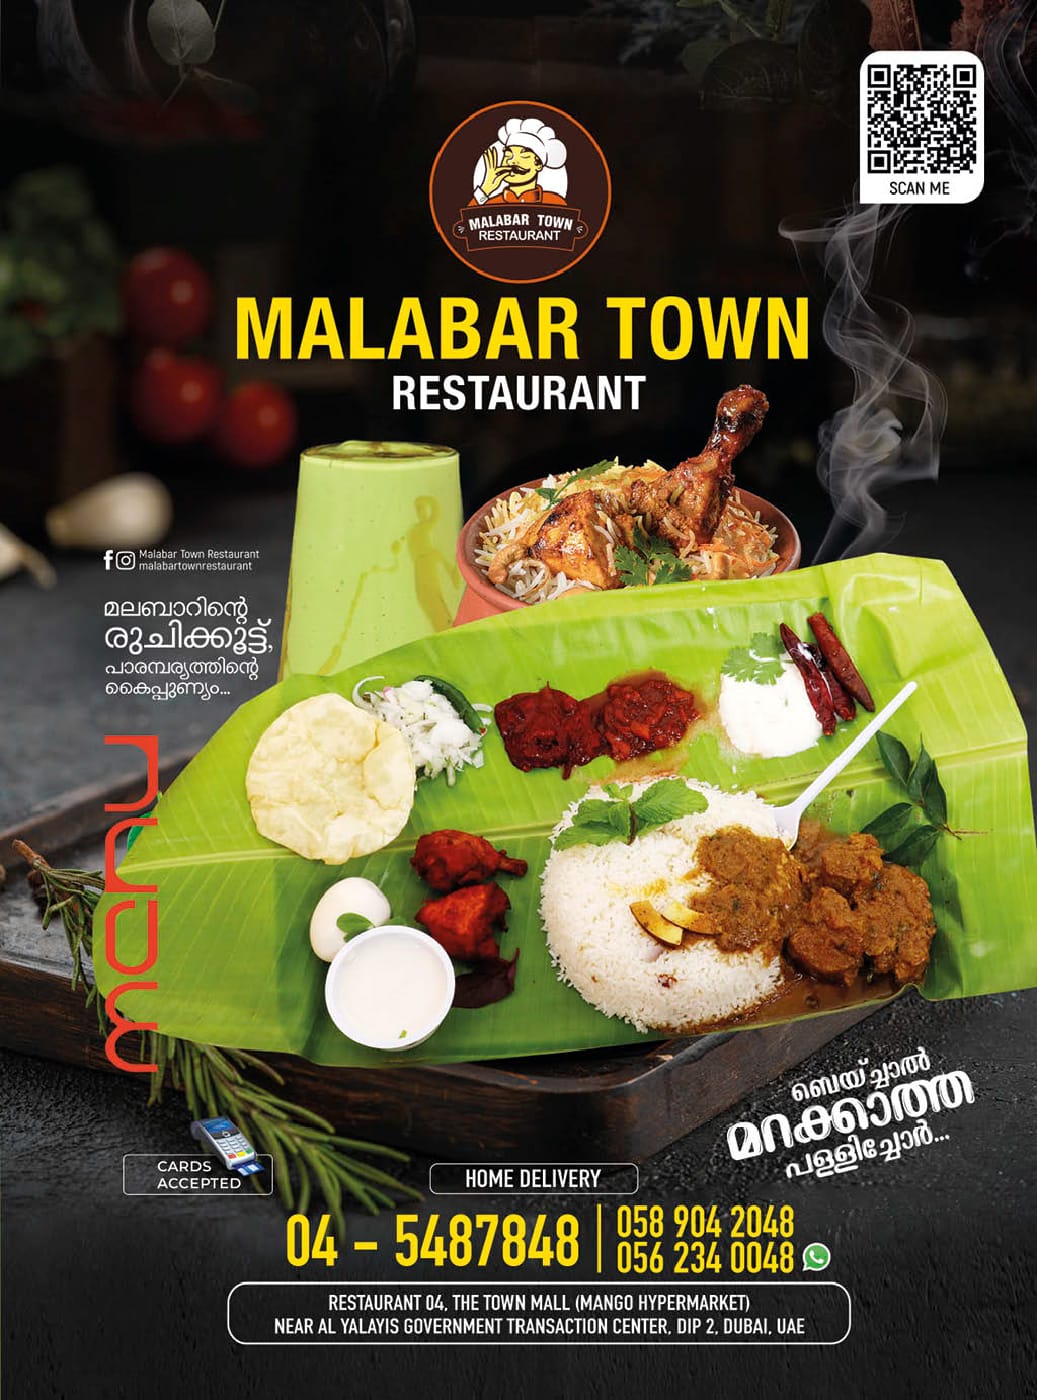 SCAN ME
MALABAR TOWN
RESTAURANT
MALABAR TOWN
RESTAURANT
Malabar Town Restaurant
malabartownrestaurant
മലബാറിന്റെ
രുചിക്കൂട്ട്,
പാരമ്പര്യത്തിന്റെ
കൈപ്പുണ്യം...
menu
ബെയ്ച്ചാൽ
മറക്കാത്ത
പള്ളിച്ചോർ...
CARDS
ACCEPTED
HOME DELIVERY
04 - 5487848
058 904 2048
056 234 0048
RESTAURANT 04, THE TOWN MALL (MANGO HYPERMARKET)
NEAR AL YALAYIS GOVERNMENT TRANSACTION CENTER, DIP 2, DUBAI, UAE